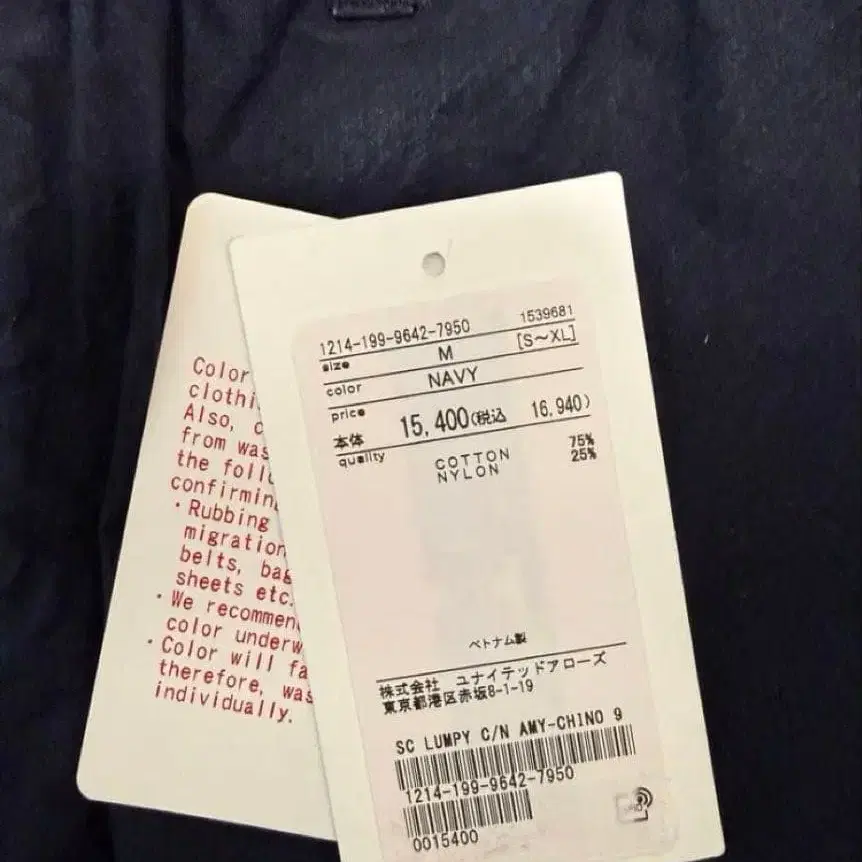 Color
clothi
Also, c
from was
the follo
confirmin
・Rubbing
migration
belts, bag
sheets etc.
・We recommen
color underw
・Color will fa
therefore, was
individually.
1214-199-9642-7950 1539681
size M [S〜XL]
color NAVY
price
本体 15,400(税込 16,940)
quality COTTON 75%
NYLON 25%
ベトナム製
株式会社 ユナイテッドアローズ
東京都港区赤坂8-1-19
SC LUMPY C/N AMY-CHINO 9
1214-199-9642-7950
0015400